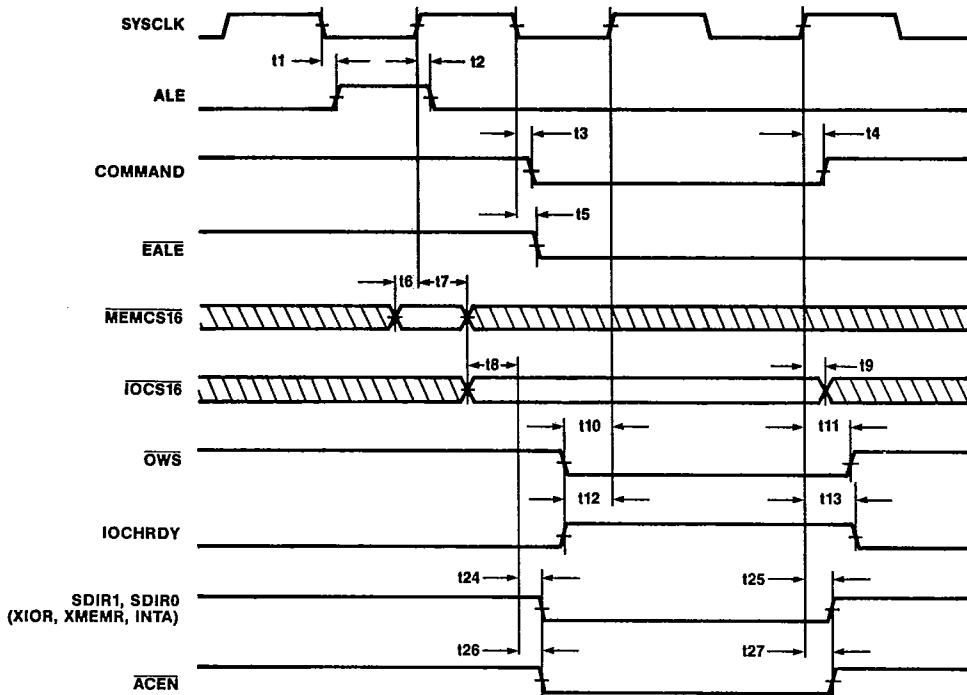 SYSCLK
t1
t2
ALE
t3
t4
COMMAND
t5
EALE
t6
t7
MEMCS16
t8
t9
IOCS16
t10
t11
OWS
t12
t13
IOCHRDY
t24
t25
SDIR1, SDIR0
(XIOR, XMEMR, INTA)
t26
t27
ACEN